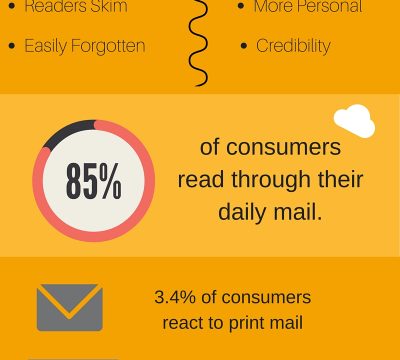 • Readers Skim
• More Personal
• Easily Forgotten
• Credibility
85%
of consumers
read through their
daily mail.
3.4% of consumers
react to print mail